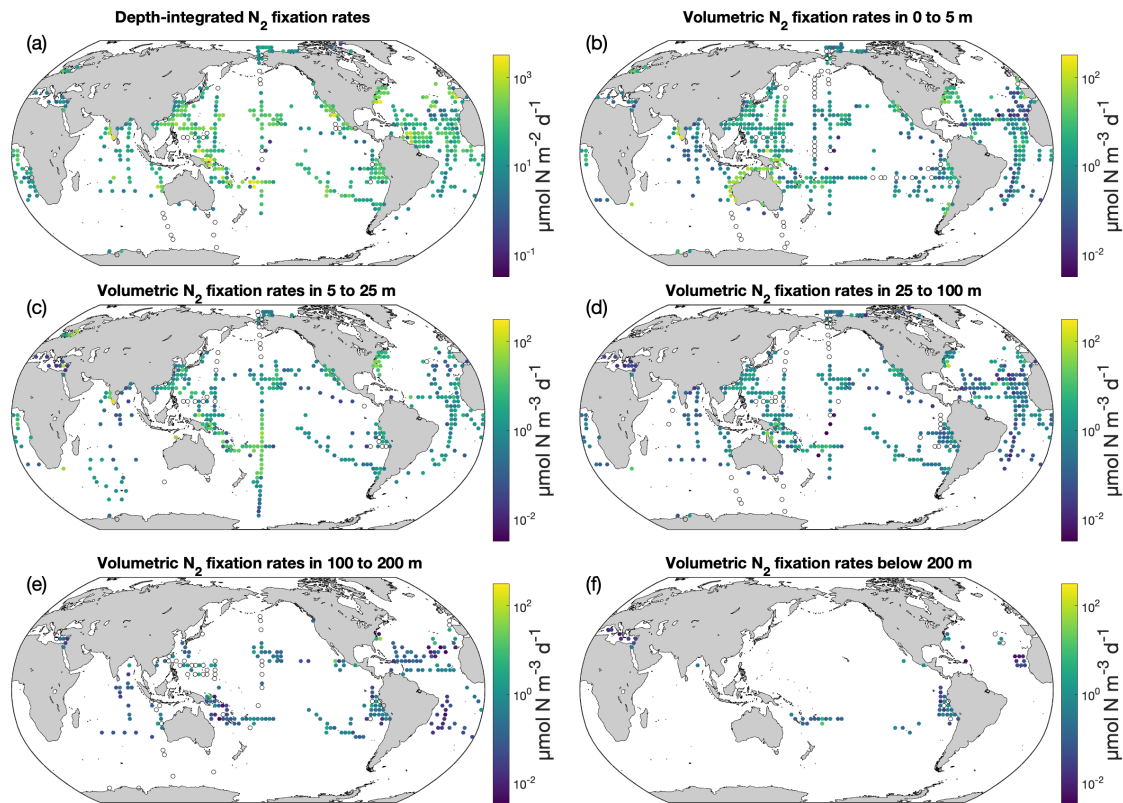 Depth-integrated N2 fixation rates
(a)
10^3
10^1
10^-1
μmol N m^-2 d^-1
Volumetric N2 fixation rates in 0 to 5 m
(b)
10^2
10^0
10^-2
μmol N m^-3 d^-1
Volumetric N2 fixation rates in 5 to 25 m
(c)
10^2
10^0
10^-2
μmol N m^-3 d^-1
Volumetric N2 fixation rates in 25 to 100 m
(d)
10^2
10^0
10^-2
μmol N m^-3 d^-1
Volumetric N2 fixation rates in 100 to 200 m
(e)
10^2
10^0
10^-2
μmol N m^-3 d^-1
Volumetric N2 fixation rates below 200 m
(f)
10^2
10^0
10^-2
μmol N m^-3 d^-1